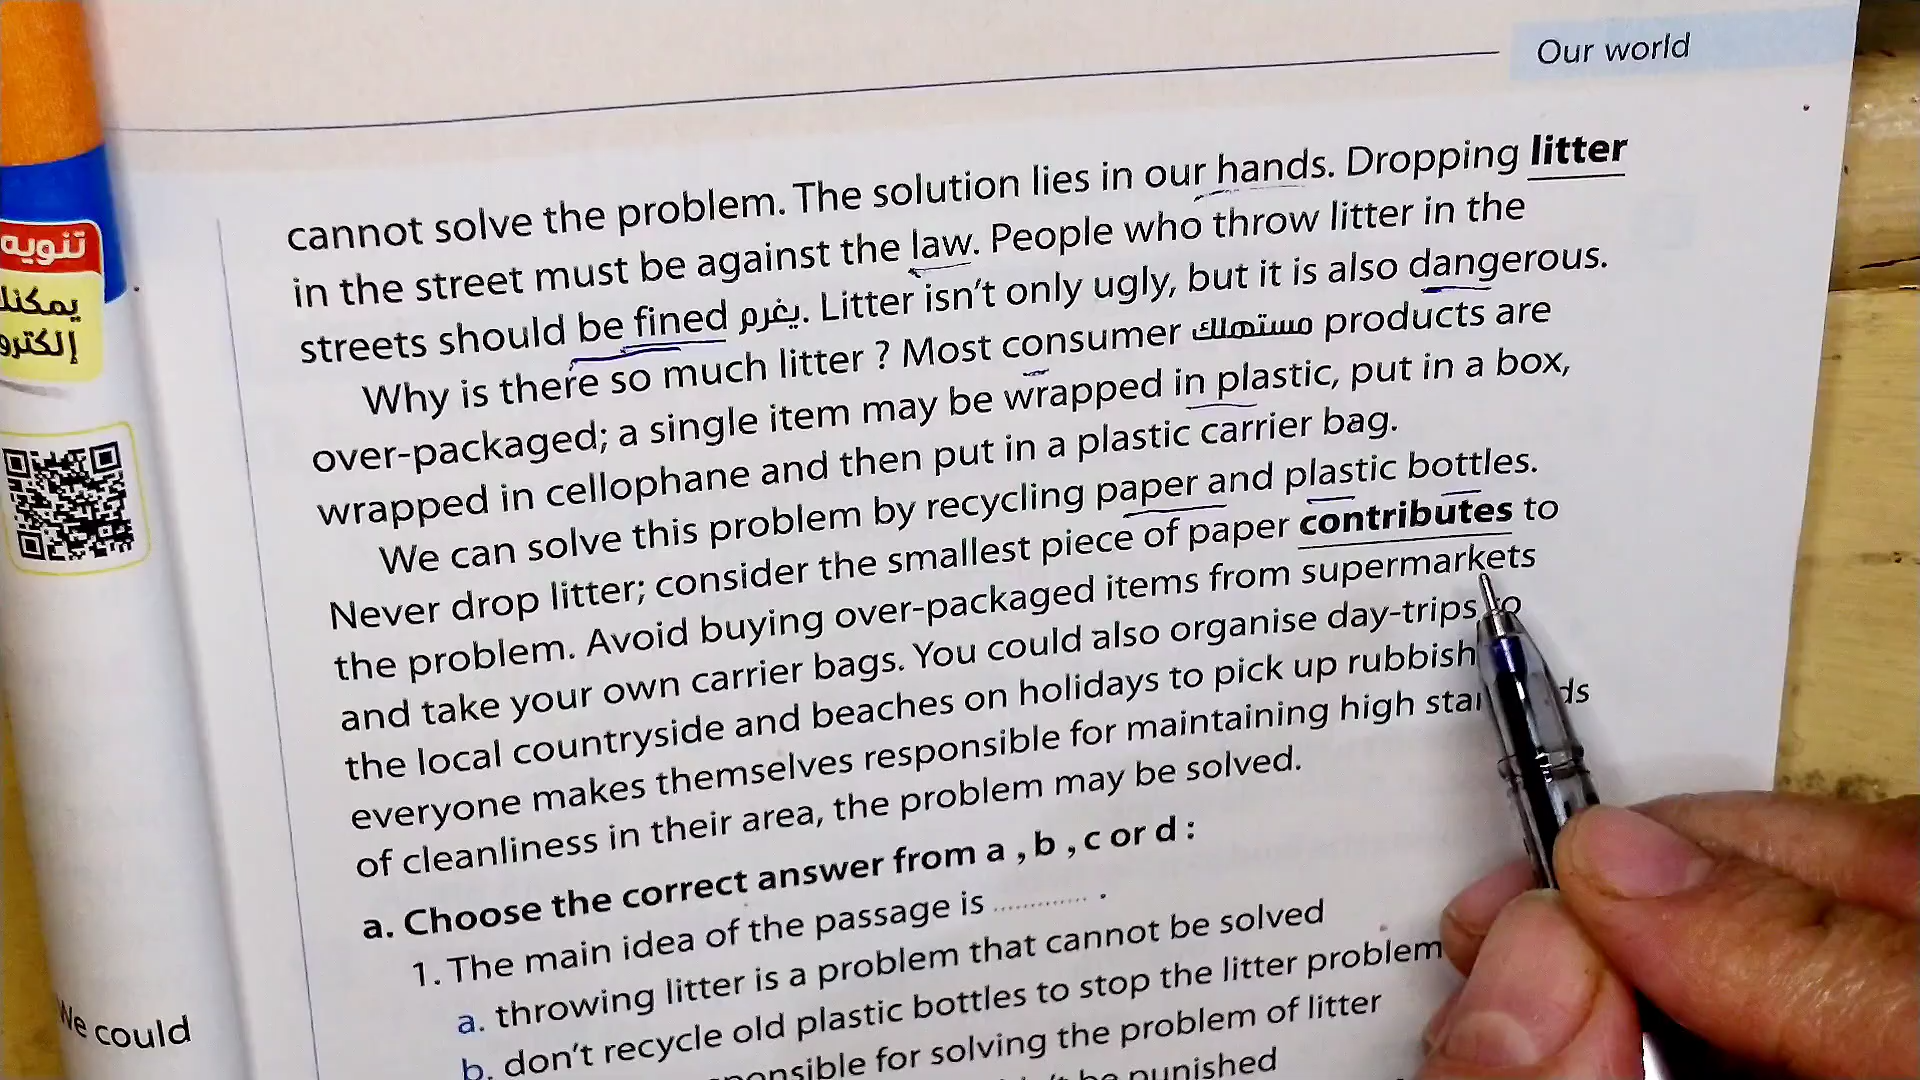 Our world
cannot solve the problem. The solution lies in our hands. Dropping litter
in the street must be against the law. People who throw litter in the
streets should be fined يغرم. Litter isn't only ugly, but it is also dangerous.
Why is there so much litter ? Most consumer مستهلك products are
over-packaged; a single item may be wrapped in plastic, put in a box,
wrapped in cellophane and then put in a plastic carrier bag.
We can solve this problem by recycling paper and plastic bottles.
Never drop litter; consider the smallest piece of paper contributes to
the problem. Avoid buying over-packaged items from supermarkets
and take your own carrier bags. You could also organise day-trips to
the local countryside and beaches on holidays to pick up rubbish
everyone makes themselves responsible for maintaining high
of cleanliness in their area, the problem may be solved.
a. Choose the correct answer from a , b , c or d :
1. The main idea of the passage is ............. .
a. throwing litter is a problem that cannot be solved
b. don't recycle old plastic bottles to stop the litter problem
for solving the problem of litter
be punished
تنويه
We could